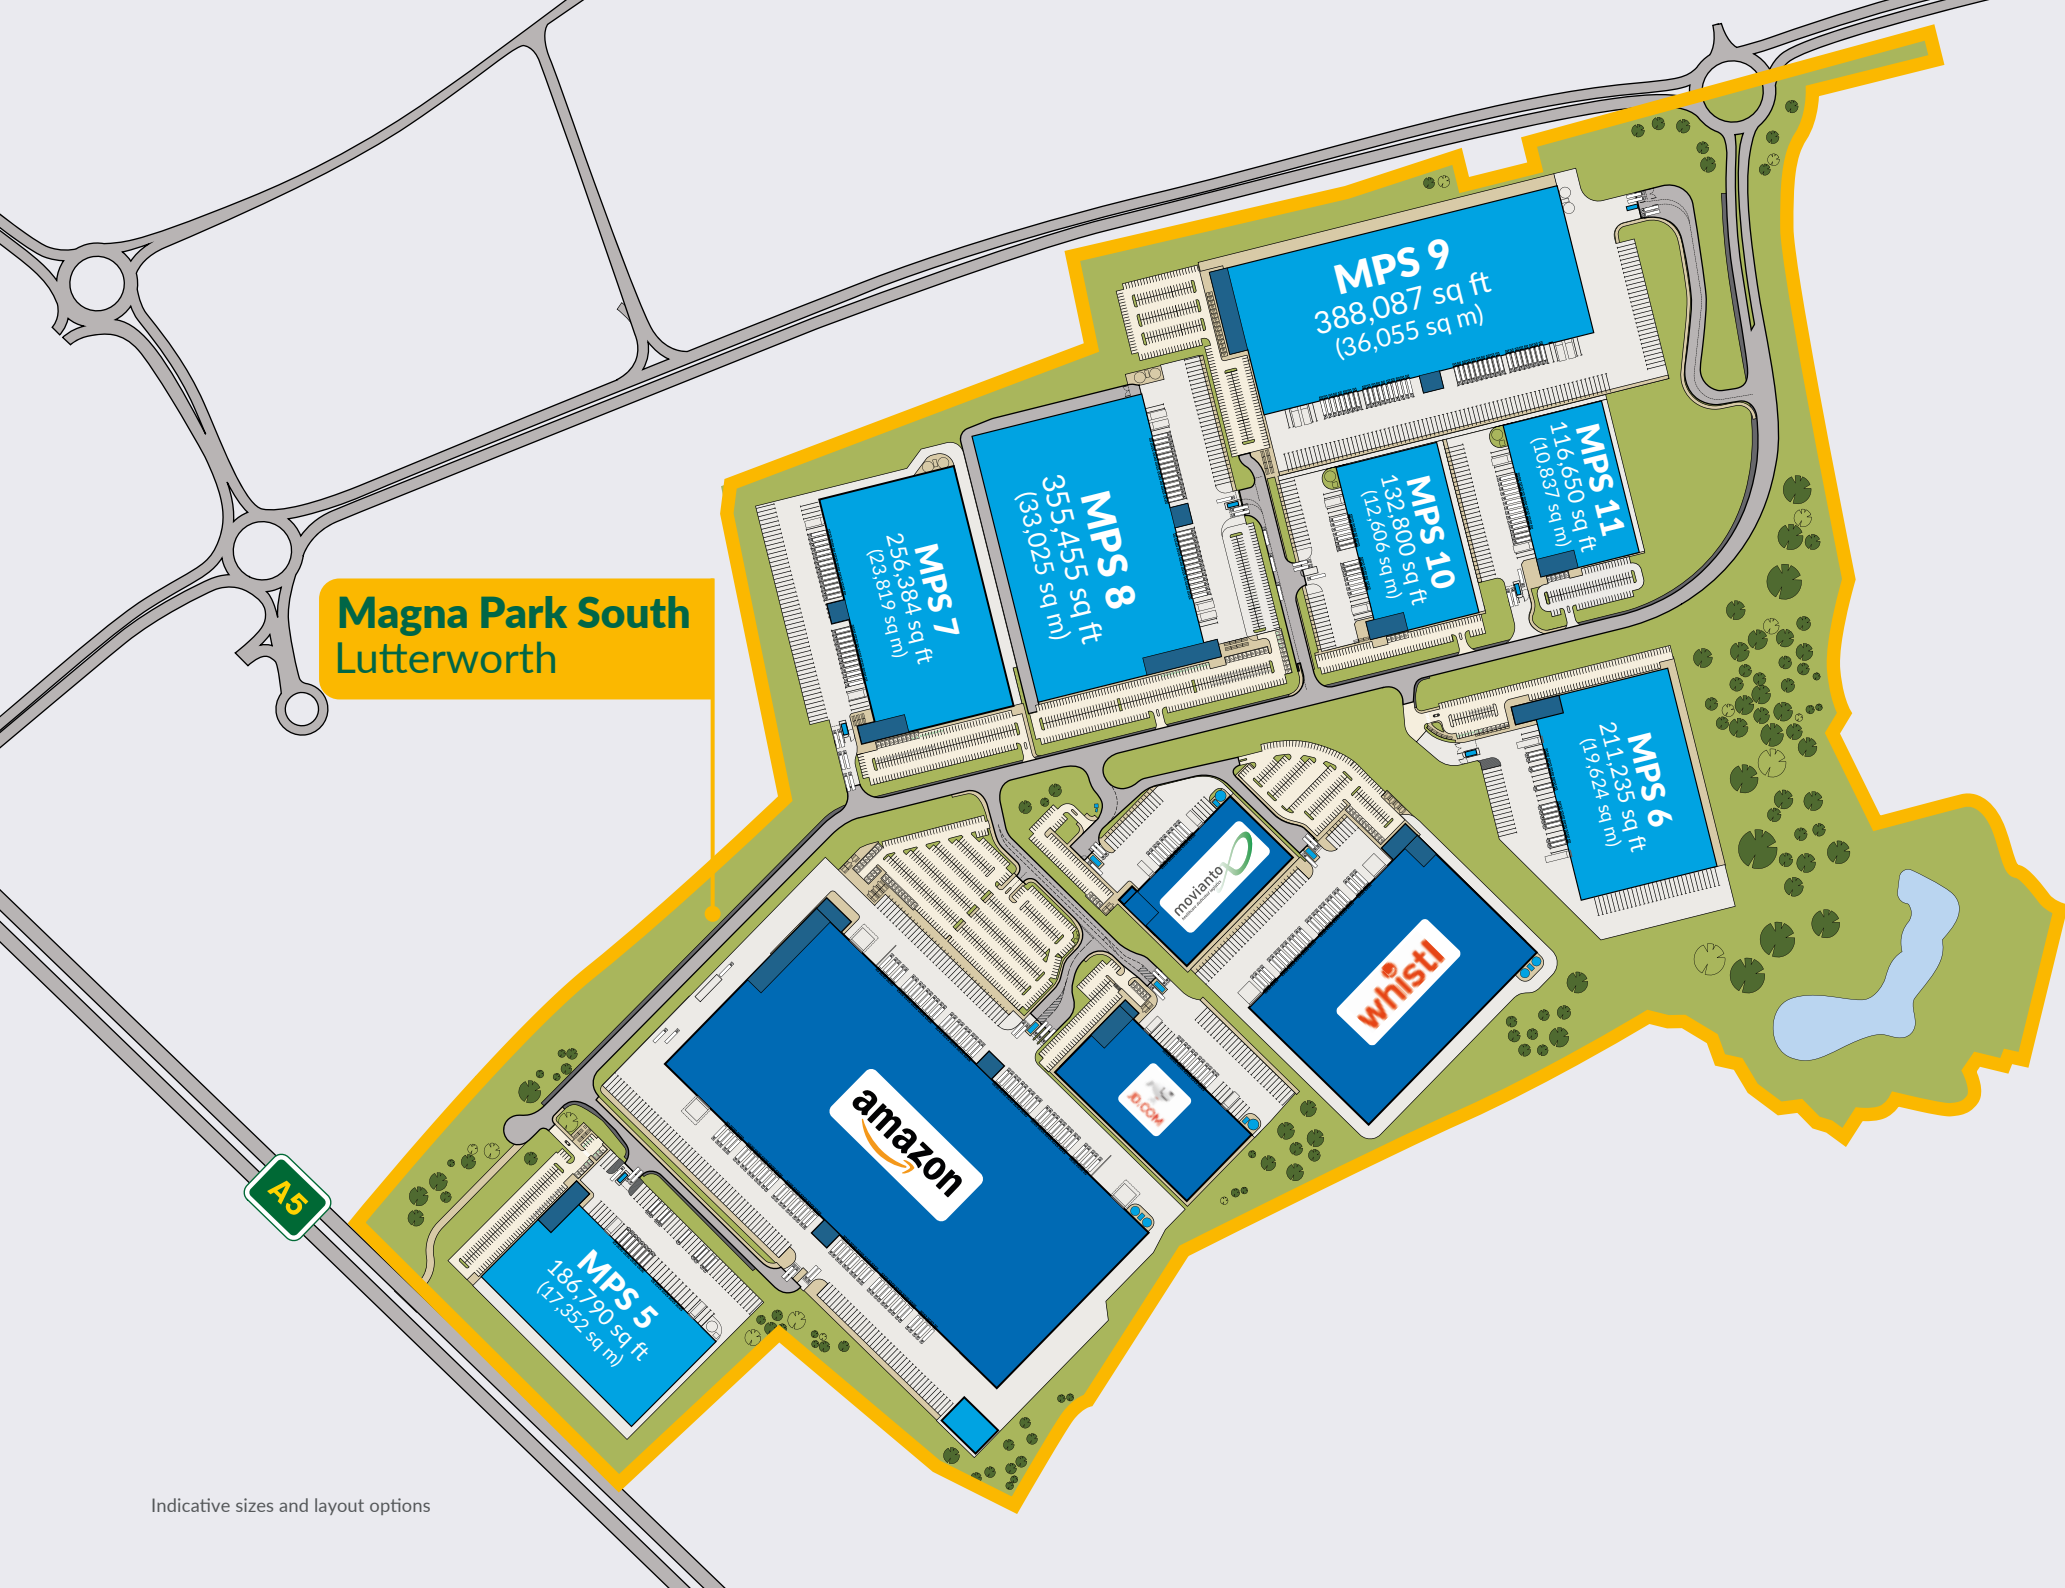 MPS 9
388,087 sq ft
(36,055 sq m)
MPS 11
116,650 sq ft
(10,837 sq m)
MPS 10
132,800 sq ft
(12,606 sq m)
MPS 8
355,455 sq ft
(33,025 sq m)
MPS 7
256,384 sq ft
(23,819 sq m)
Magna Park South
Lutterworth
MPS 6
211,235 sq ft
(19,624 sq m)
movianto
whistl
JD.COM
amazon
A5
MPS 5
186,790 sq ft
(17,352 sq m)
Indicative sizes and layout options